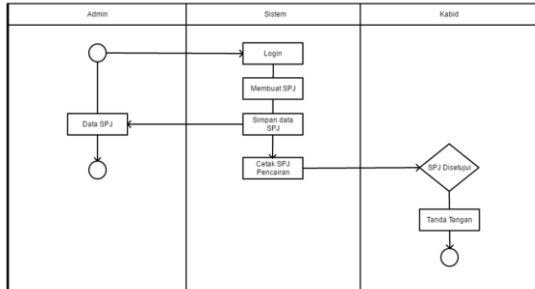 Admin
Sistem
Kabid
Login
Membuat SPJ
Data SPJ
Simpan data
SPJ
Cetak SPJ
Pencairan
SPJ Disetujui
Tanda Tangan